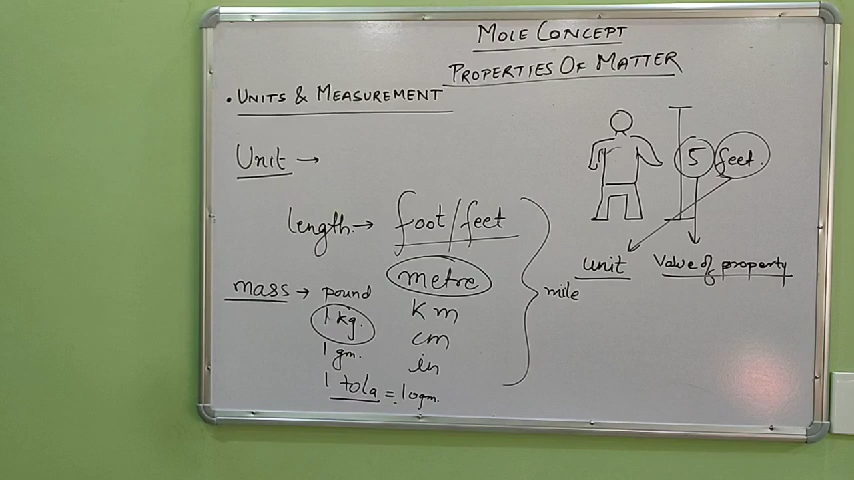 MOLE CONCEPT
PROPERTIES OF MATTER
• UNITS & MEASUREMENT
Unit →
5 feet.
unit
Value of property
length → foot/feet
metre
km
cm
in
mile
mass → pound
1 kg.
1 gm.
1 tola = 10gm.